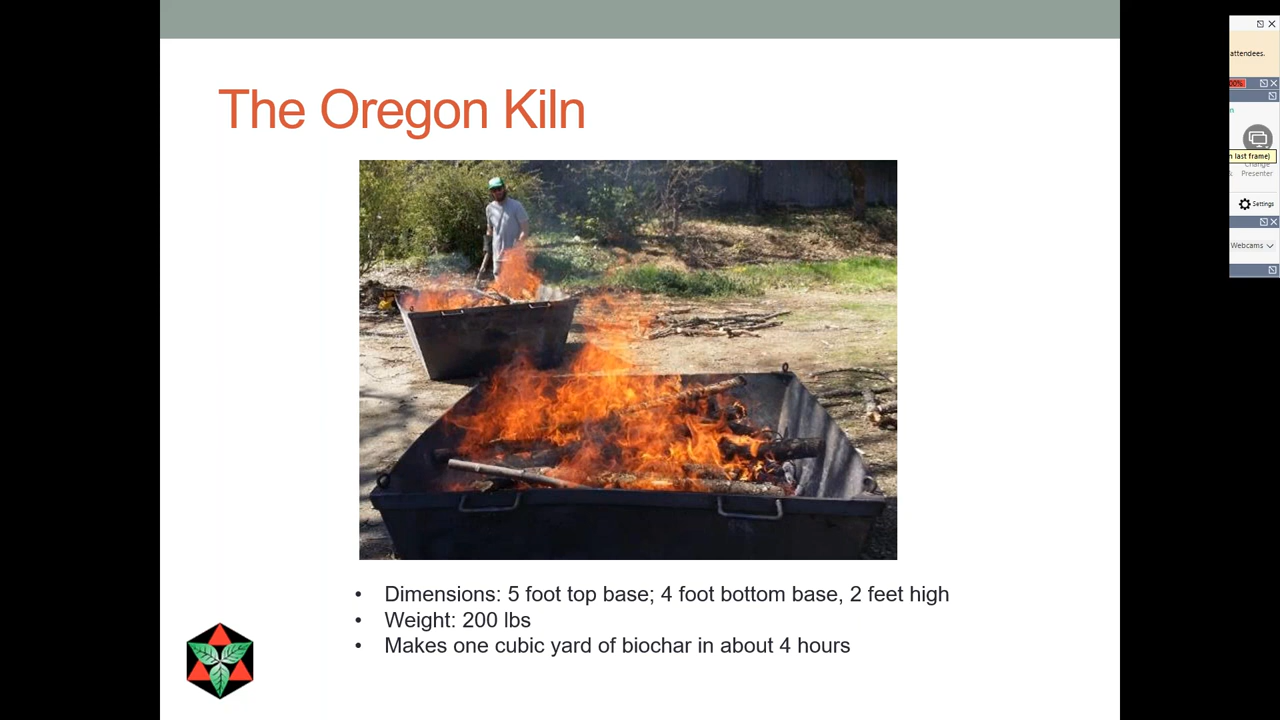 The Oregon Kiln
• Dimensions: 5 foot top base; 4 foot bottom base, 2 feet high
• Weight: 200 lbs
• Makes one cubic yard of biochar in about 4 hours
attendees.
last frame)
Change
Presenter
Settings
Webcams